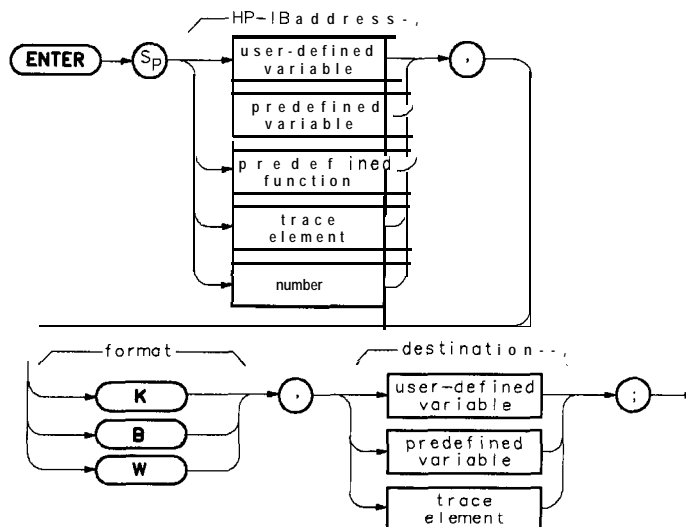 HP-IB address
ENTER
SP
user-defined
variable
,
predefined
variable
predefined
function
trace
element
number
format
destination
K
B
W
,
user-defined
variable
;
predefined
variable
trace
element